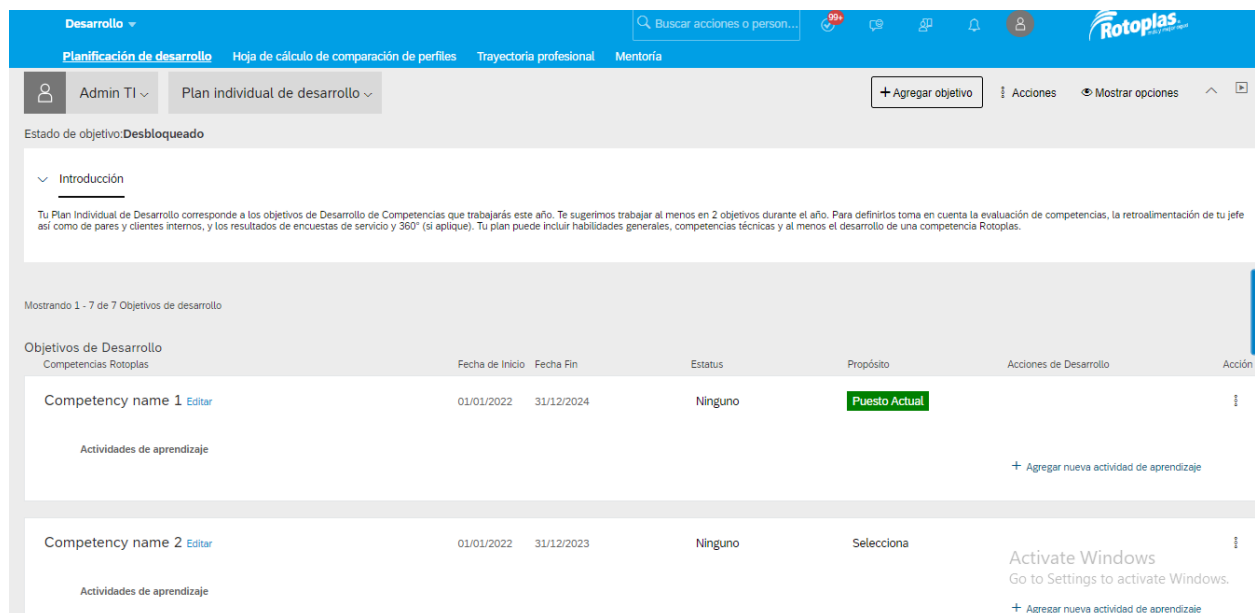 Desarrollo
Buscar acciones o person...
99+
Rotoplas
Planificación de desarrollo Hoja de cálculo de comparación de perfiles Trayectoria profesional Mentoría
Admin TI Plan individual de desarrollo + Agregar objetivo Acciones Mostrar opciones
Estado de objetivo:Desbloqueado
Introducción
Tu Plan Individual de Desarrollo corresponde a los objetivos de Desarrollo de Competencias que trabajarás este año. Te sugerimos trabajar al menos en 2 objetivos durante el año. Para definirlos toma en cuenta la evaluación de competencias, la retroalimentación de tu jefe
así como de pares y clientes internos, y los resultados de encuestas de servicio y 360° (si aplique). Tu plan puede incluir habilidades generales, competencias técnicas y al menos el desarrollo de una competencia Rotoplas.
Mostrando 1 - 7 de 7 Objetivos de desarrollo
Objetivos de Desarrollo
Competencias Rotoplas Fecha de Inicio Fecha Fin Estatus Propósito Acciones de Desarrollo Acción
Competency name 1 Editar 01/01/2022 31/12/2024 Ninguno Puesto Actual
Actividades de aprendizaje
+ Agregar nueva actividad de aprendizaje
Competency name 2 Editar 01/01/2022 31/12/2023 Ninguno Selecciona
Activate Windows
Go to Settings to activate Windows.
Actividades de aprendizaje
+ Agregar nueva actividad de aprendizaje